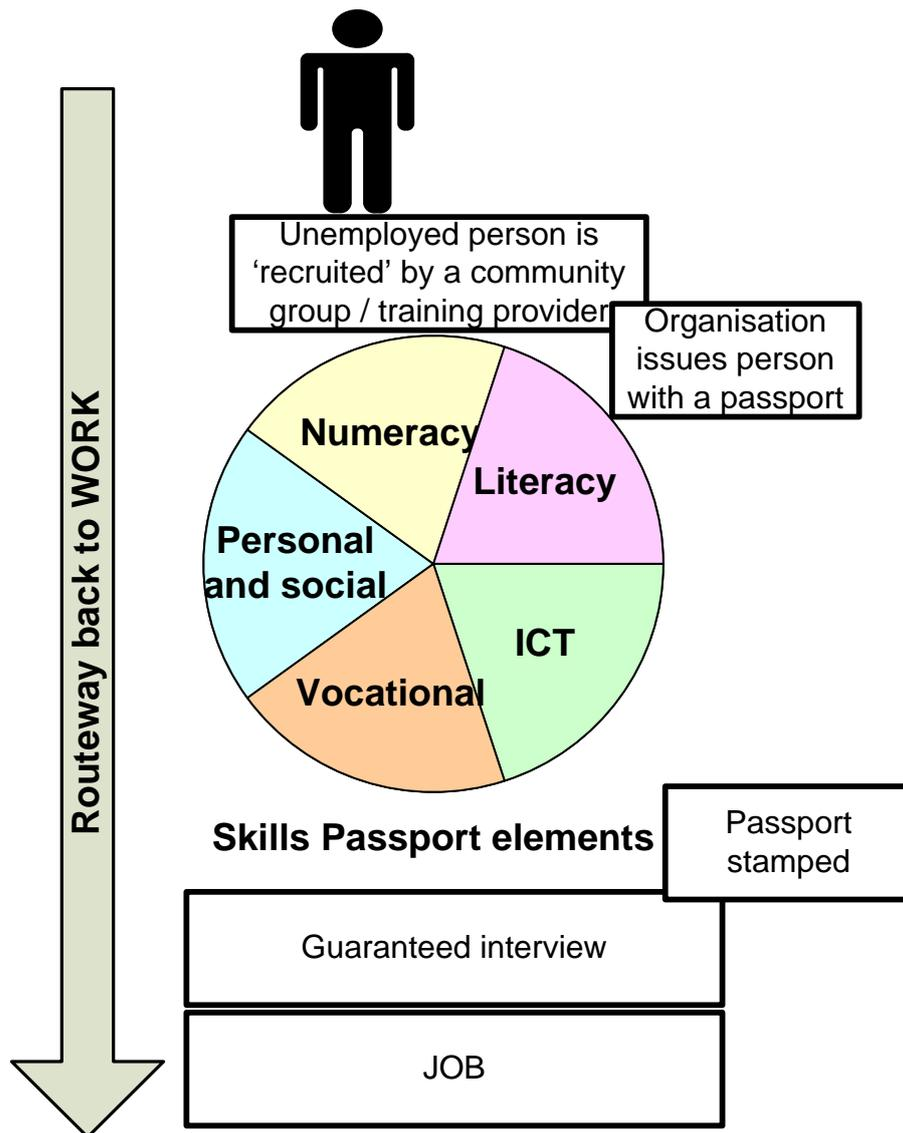 Unemployed person is
‘recruited’ by a community
group / training provider
Organisation
issues person
with a passport
Routeway back to WORK
Numeracy
Literacy
Personal
and social
ICT
Vocational
Skills Passport elements
Passport
stamped
Guaranteed interview
JOB